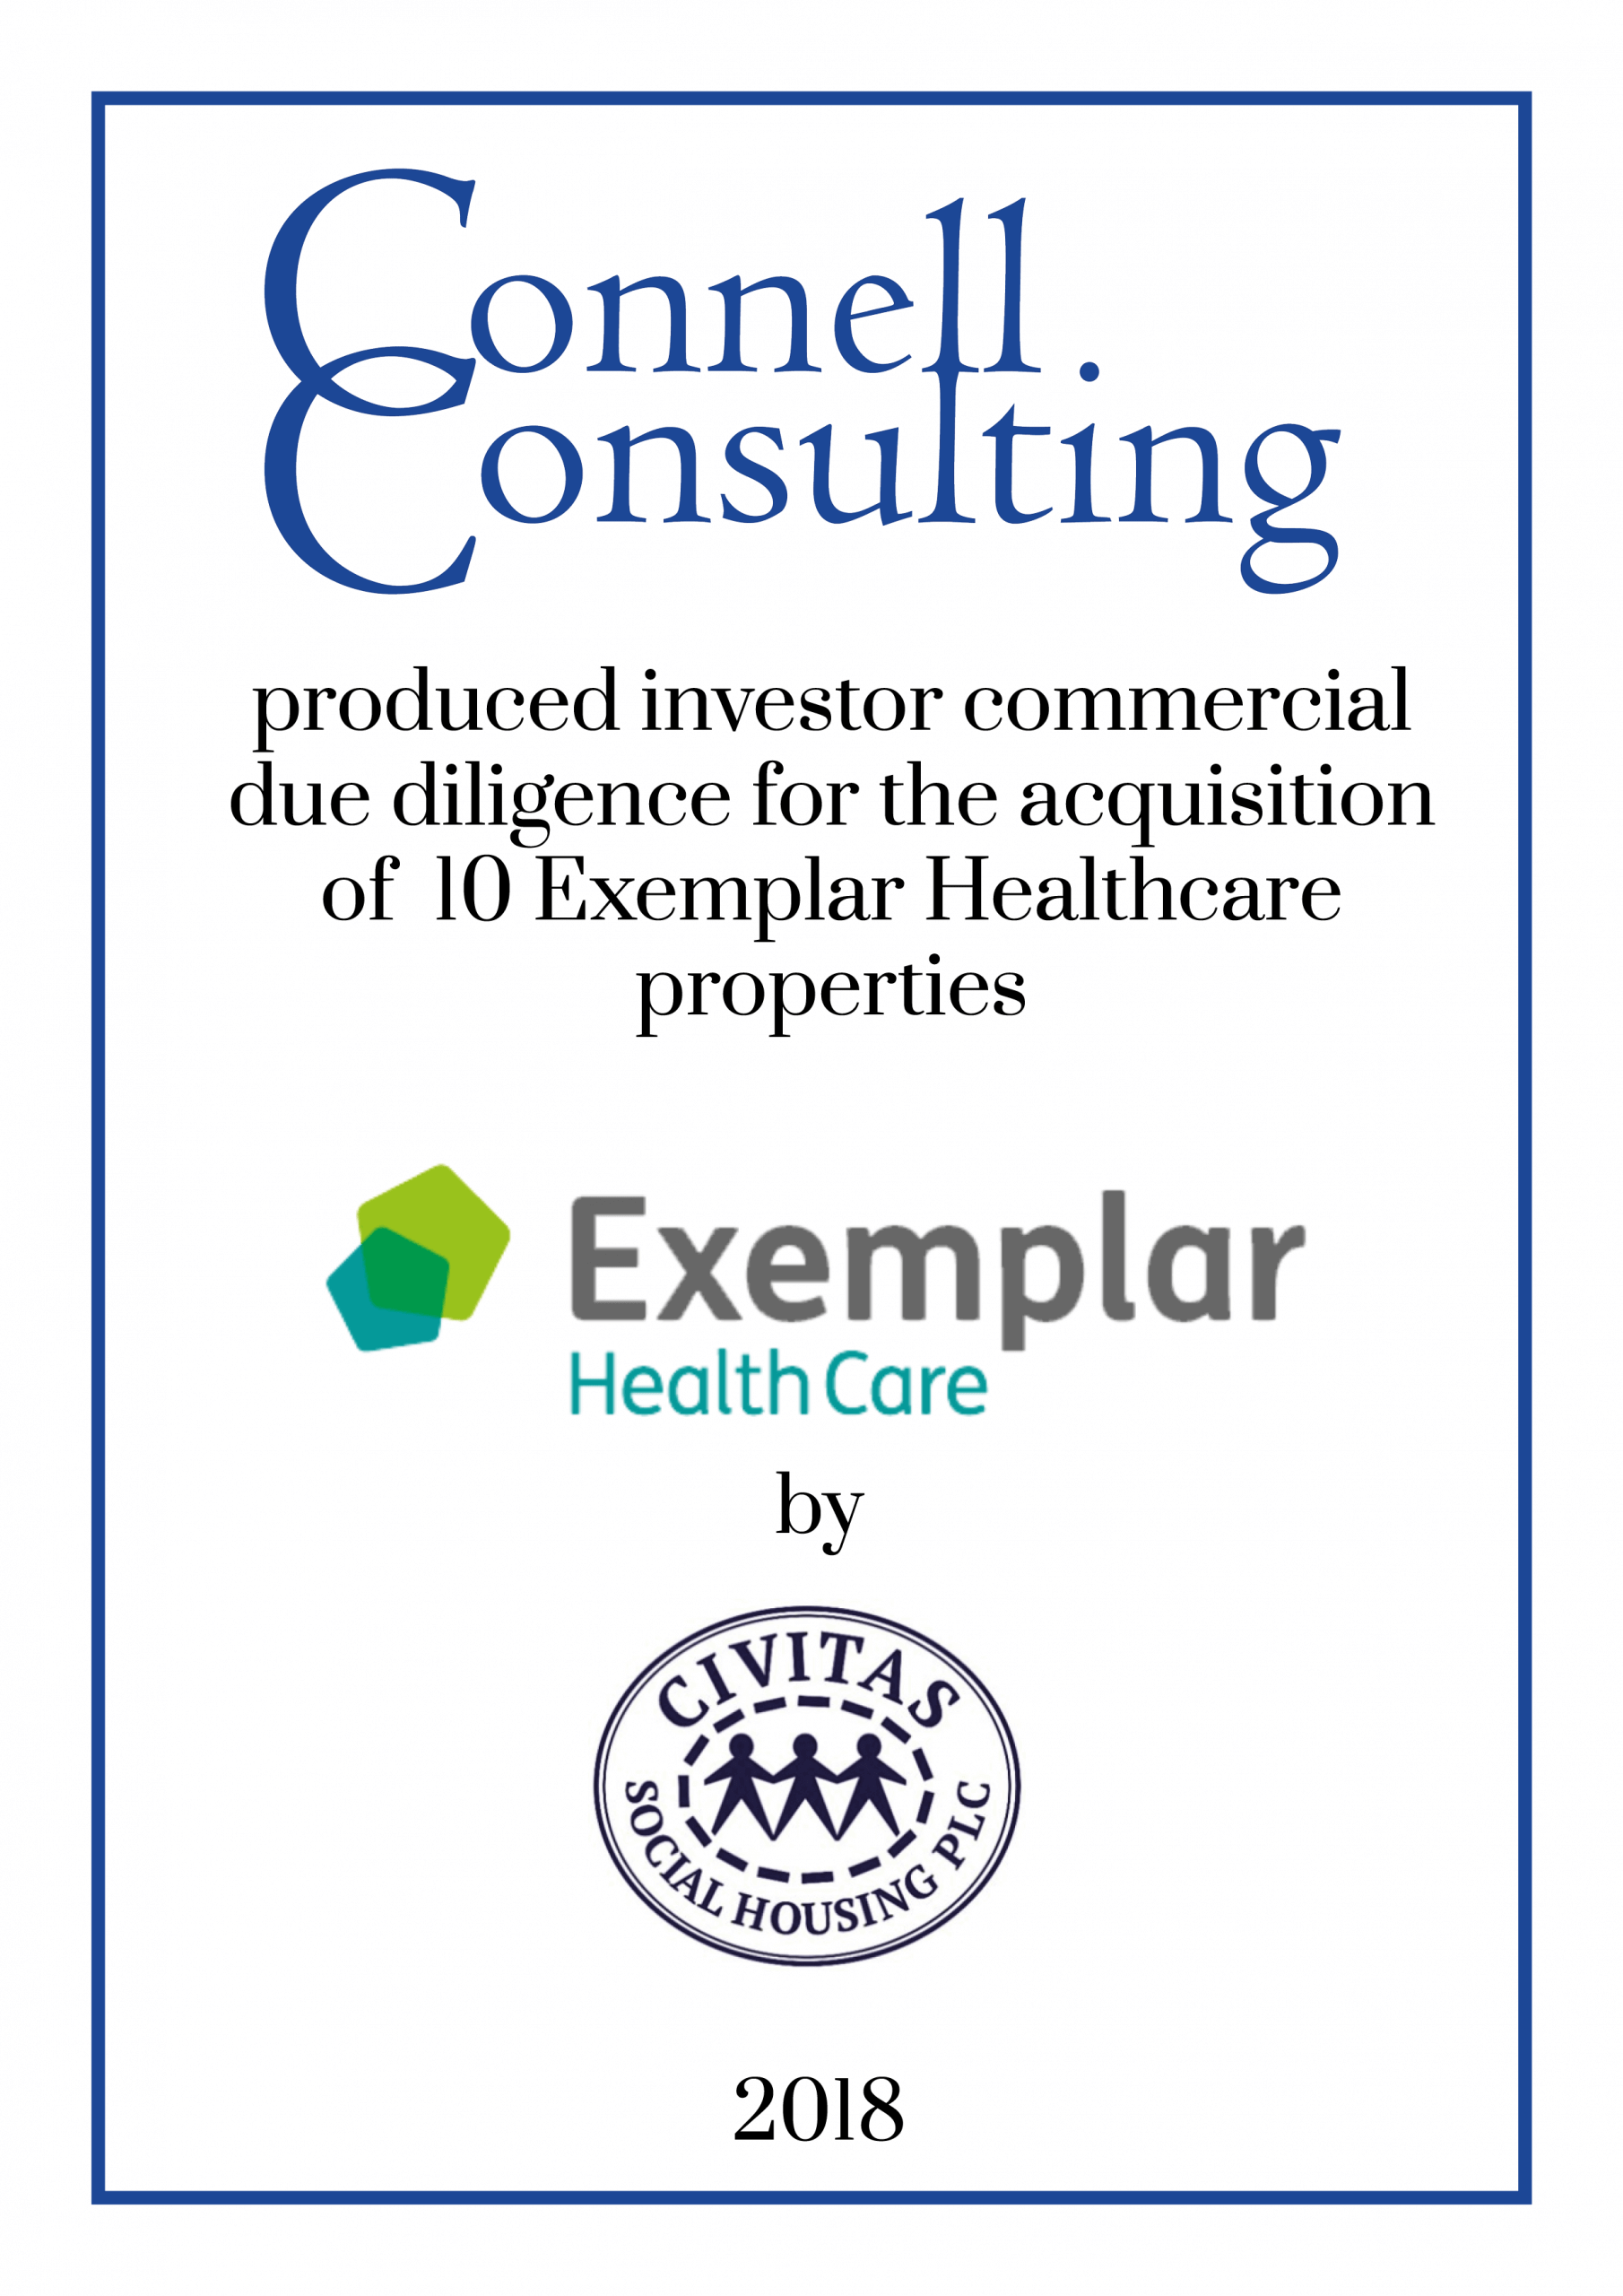 Connell
Consulting
produced investor commercial
due diligence for the acquisition
of 10 Exemplar Healthcare
properties
Exemplar
Health Care
by
CIVITAS
SOCIAL HOUSING PLC
2018